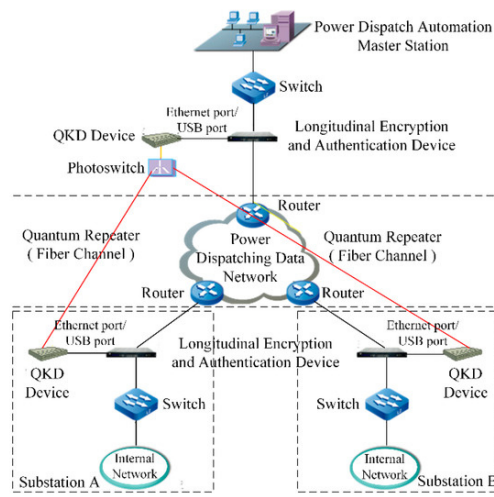 Power Dispatch Automation
Master Station
Switch
Ethernet port/
USB port
QKD Device
Longitudinal Encryption
and Authentication Device
Photoswitch
Router
Quantum Repeater
( Fiber Channel )
Power
Dispatching Data
Network
Quantum Repeater
( Fiber Channel )
Router
Router
Ethernet port/
USB port
Longitudinal Encryption
and Authentication Device
Ethernet port/
USB port
QKD
Device
QKD
Device
Switch
Switch
Internal
Network
Internal
Network
Substation A
Substation B